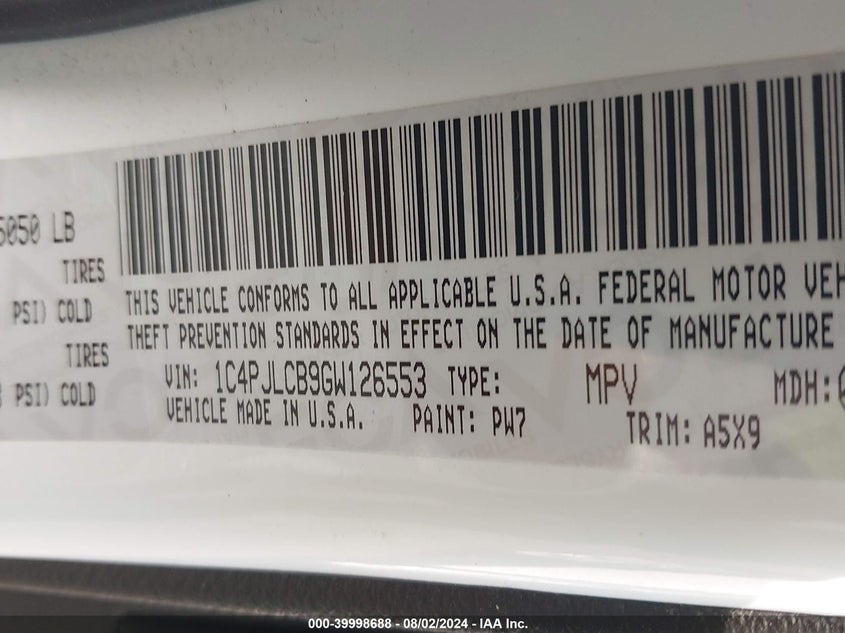 5050 LB
TIRES
PSI) COLD
TIRES
PSI) COLD
THIS VEHICLE CONFORMS TO ALL APPLICABLE U.S.A. FEDERAL MOTOR VEH
THEFT PREVENTION STANDARDS IN EFFECT ON THE DATE OF MANUFACTURE
VIN: 1C4PJLCB9GW126553 TYPE: MPV MDH:
VEHICLE MADE IN U.S.A. PAINT: PW7 TRIM: A5X9
000-39998688 - 08/02/2024 - IAA Inc.